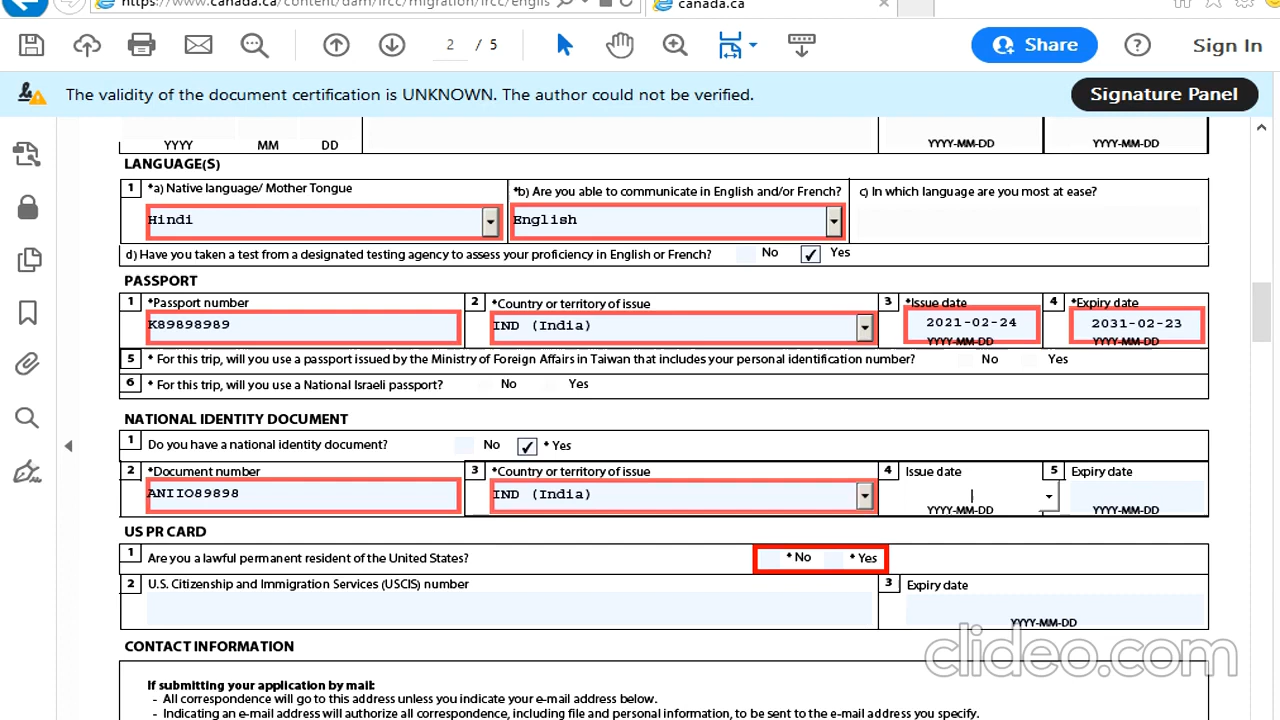 https://www.canada.ca/content/dam/ircc/migration/ircc/englis
canada.ca
2 / 5
Share
Sign In
The validity of the document certification is UNKNOWN. The author could not be verified.
Signature Panel
YYYY MM DD YYYY-MM-DD YYYY-MM-DD
LANGUAGE(S)
1 *a) Native language/ Mother Tongue *b) Are you able to communicate in English and/or French? c) In which language are you most at ease?
Hindi English
d) Have you taken a test from a designated testing agency to assess your proficiency in English or French? No Yes
PASSPORT
1 *Passport number 2 *Country or territory of issue 3 *Issue date 4 *Expiry date
K89898989 IND (India) 2021-02-24 2031-02-23
YYYY-MM-DD YYYY-MM-DD
5 * For this trip, will you use a passport issued by the Ministry of Foreign Affairs in Taiwan that includes your personal identification number? No Yes
6 * For this trip, will you use a National Israeli passport? No Yes
NATIONAL IDENTITY DOCUMENT
1 Do you have a national identity document? No * Yes
2 *Document number 3 *Country or territory of issue 4 Issue date 5 Expiry date
ANIIO89898 IND (India)
YYYY-MM-DD YYYY-MM-DD
US PR CARD
1 Are you a lawful permanent resident of the United States? * No * Yes
2 U.S. Citizenship and Immigration Services (USCIS) number 3 Expiry date
YYYY-MM-DD
CONTACT INFORMATION
clideo.com
If submitting your application by mail:
- All correspondence will go to this address unless you indicate your e-mail address below.
- Indicating an e-mail address will authorize all correspondence, including file and personal information, to be sent to the e-mail address you specify.